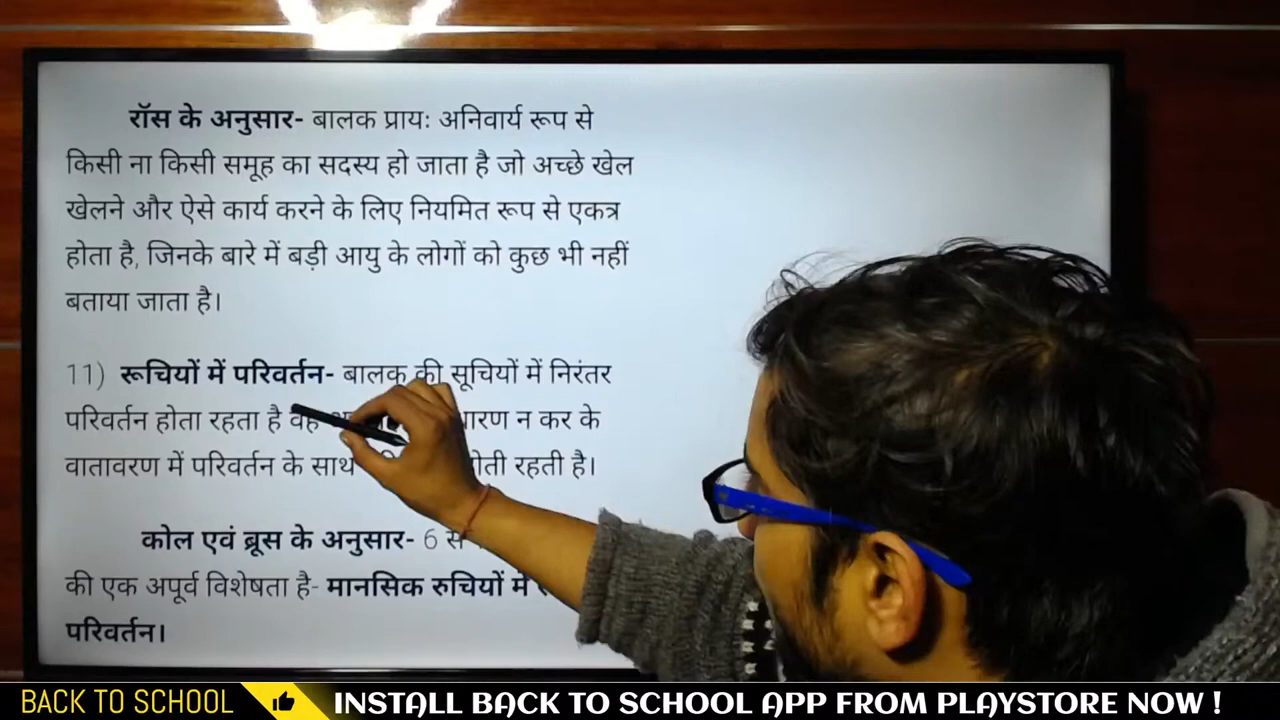 रॉस के अनुसार- बालक प्रायः अनिवार्य रूप से
किसी ना किसी समूह का सदस्य हो जाता है जो अच्छे खेल
खेलने और ऐसे कार्य करने के लिए नियमित रूप से एकत्र
होता है, जिनके बारे में बड़ी आयु के लोगों को कुछ भी नहीं
बताया जाता है।
11) रूचियों में परिवर्तन- बालक की सूचियों में निरंतर
परिवर्तन होता रहता है वह न कर के
वातावरण में परिवर्तन के साथ होती रहती है।
कोल एवं ब्रूस के अनुसार- 6 से
की एक अपूर्व विशेषता है- मानसिक रुचियों में
परिवर्तन।
BACK TO SCHOOL INSTALL BACK TO SCHOOL APP FROM PLAYSTORE NOW !